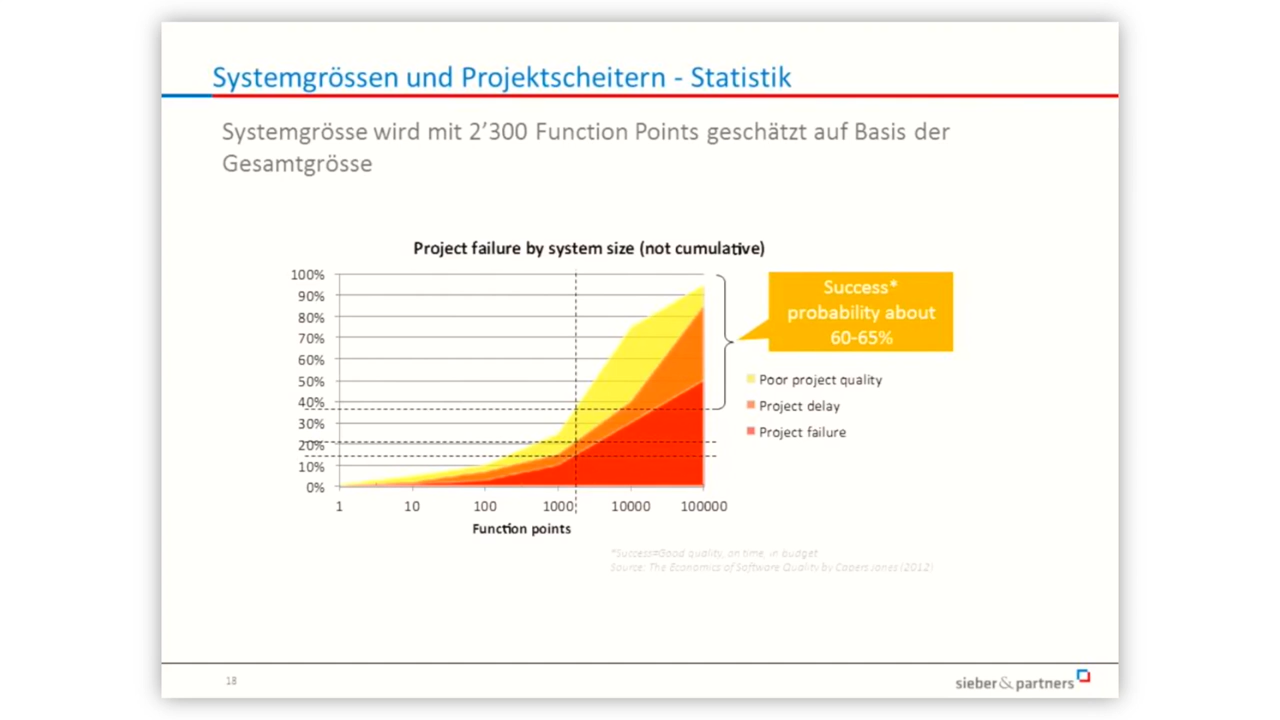 Systemgrössen und Projektscheitern - Statistik
Systemgrösse wird mit 2’300 Function Points geschätzt auf Basis der
Gesamtgrösse
Project failure by system size (not cumulative)
100%
90%
80%
70%
60%
50%
40%
30%
20%
10%
0%
1 10 100 1000 10000 100000
Function points
Success*
probability about
60-65%
Poor project quality
Project delay
Project failure
*Success=Good quality, on time, in budget
Source: The Economics of Software Quality by Capers Jones (2012)
18
sieber&partners